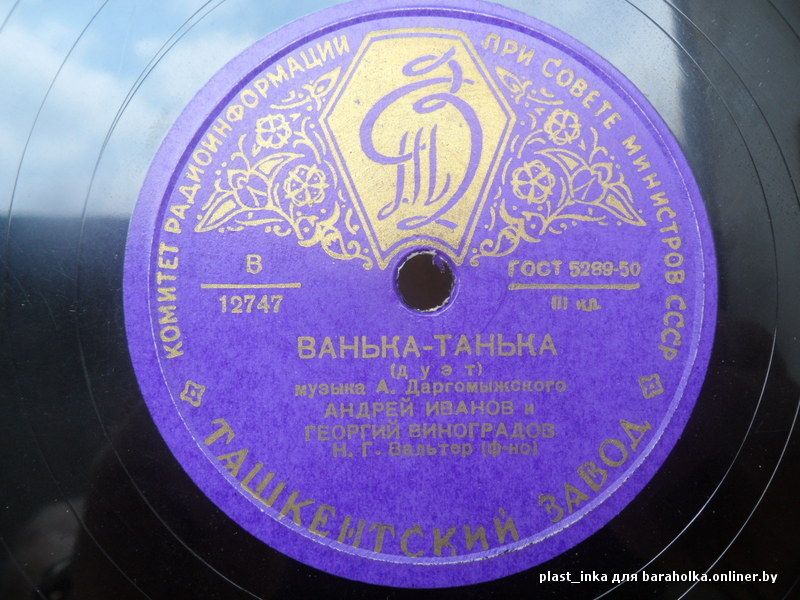 КОМИТЕТ РАДИОИНФОРМАЦИИ ПРИ СОВЕТЕ МИНИСТРОВ СССР
В
12747
ГОСТ 5289-50
III кл.
ВАНЬКА-ТАНЬКА
(дуэт)
музыка А. Даргомыжского
АНДРЕЙ ИВАНОВ и
ГЕОРГИЙ ВИНОГРАДОВ
Н. Г. Вальтер (ф-но)
ТАШКЕНТСКИЙ ЗАВОД
plast_inka для baraholka.onliner.by